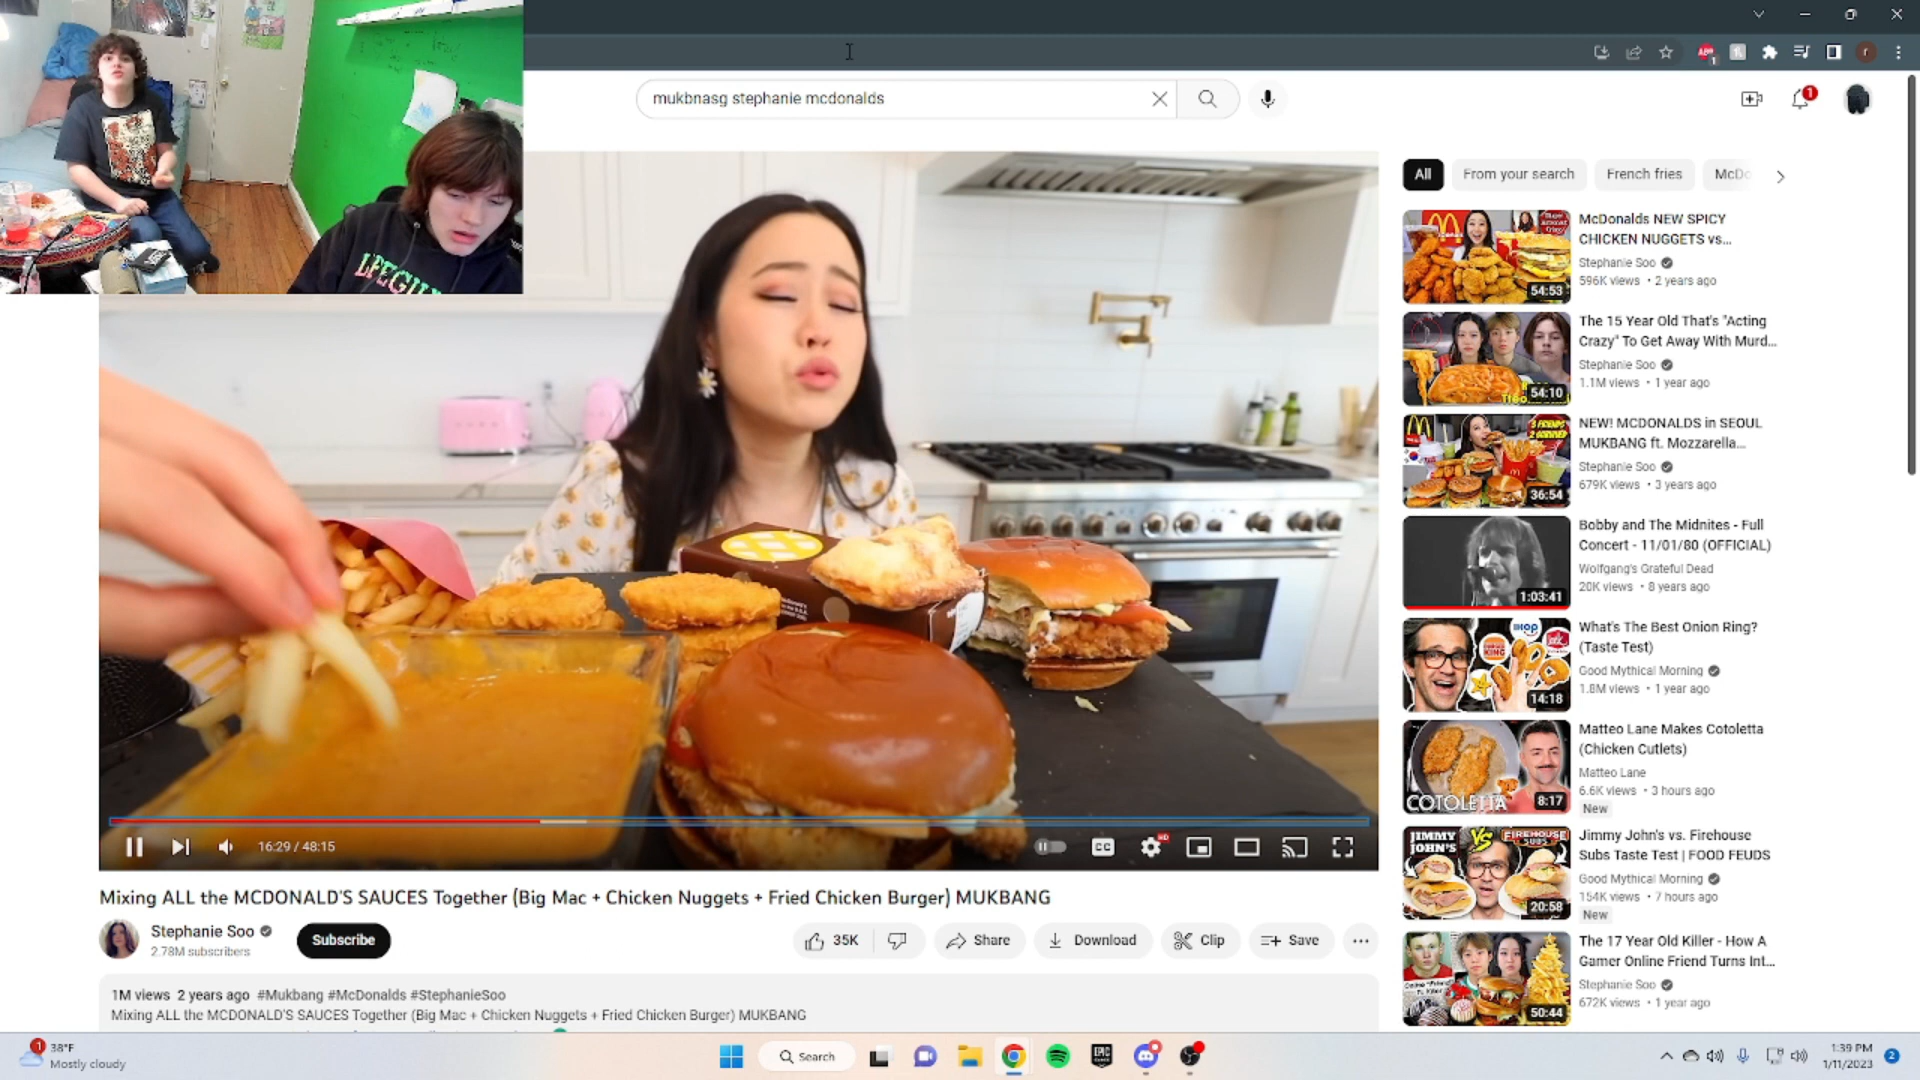 mukbnasg stephanie mcdonalds
1
All
From your search
French fries
McDo
McDonalds NEW SPICY
CHICKEN NUGGETS vs...
Stephanie Soo
596K views • 2 years ago
54:53
The 15 Year Old That's "Acting
Crazy" To Get Away With Murd...
Stephanie Soo
1.1M views • 1 year ago
54:10
NEW! MCDONALDS in SEOUL
MUKBANG ft. Mozzarella...
Stephanie Soo
679K views • 3 years ago
36:54
Bobby and The Midnites - Full
Concert - 11/01/80 (OFFICIAL)
Wolfgang's Grateful Dead
20K views • 8 years ago
1:03:41
What's The Best Onion Ring?
(Taste Test)
Good Mythical Morning
1.8M views • 1 year ago
14:18
Matteo Lane Makes Cotoletta
(Chicken Cutlets)
Matteo Lane
6.6K views • 3 hours ago
New
COTOLETTA
8:17
JIMMY JOHN'S VS FIREHOUSE SUBS
Jimmy John's vs. Firehouse
Subs Taste Test | FOOD FEUDS
Good Mythical Morning
154K views • 7 hours ago
New
20:58
The 17 Year Old Killer - How A
Gamer Online Friend Turns Int...
Stephanie Soo
672K views • 1 year ago
50:44
16:29 / 48:15
CC
HD
Mixing ALL the MCDONALD'S SAUCES Together (Big Mac + Chicken Nuggets + Fried Chicken Burger) MUKBANG
Stephanie Soo
2.78M subscribers
Subscribe
35K
Share
Download
Clip
Save
1M views 2 years ago #Mukbang #McDonalds #StephanieSoo
Mixing ALL the MCDONALD'S SAUCES Together (Big Mac + Chicken Nuggets + Fried Chicken Burger) MUKBANG
1
38°F
Mostly cloudy
Search
EPIC
1:39 PM
1/11/2023
2